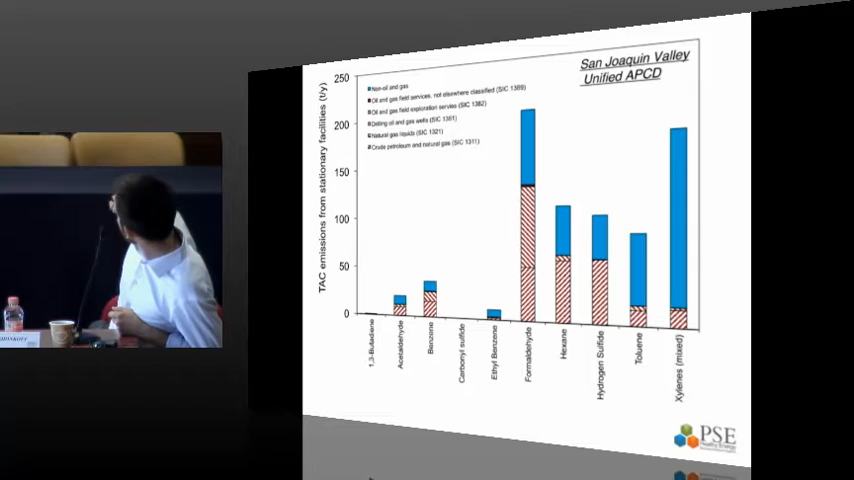 San Joaquin Valley
Unified APCD
TAC emissions from stationary facilities (t/y)
250
200
150
100
50
0
Non-oil and gas
Oil and gas field services, not elsewhere classified (SIC 1389)
Oil and gas field exploration servies (SIC 1382)
Drilling oil and gas wells (SIC 1381)
Natural gas liquids (SIC 1321)
Crude petroleum and natural gas (SIC 1311)
1,3-Butadiene
Acetaldehyde
Benzene
Carbonyl sulfide
Ethyl Benzene
Formaldehyde
Hexane
Hydrogen Sulfide
Toluene
Xylenes (mixed)
PSE
Healthy Energy